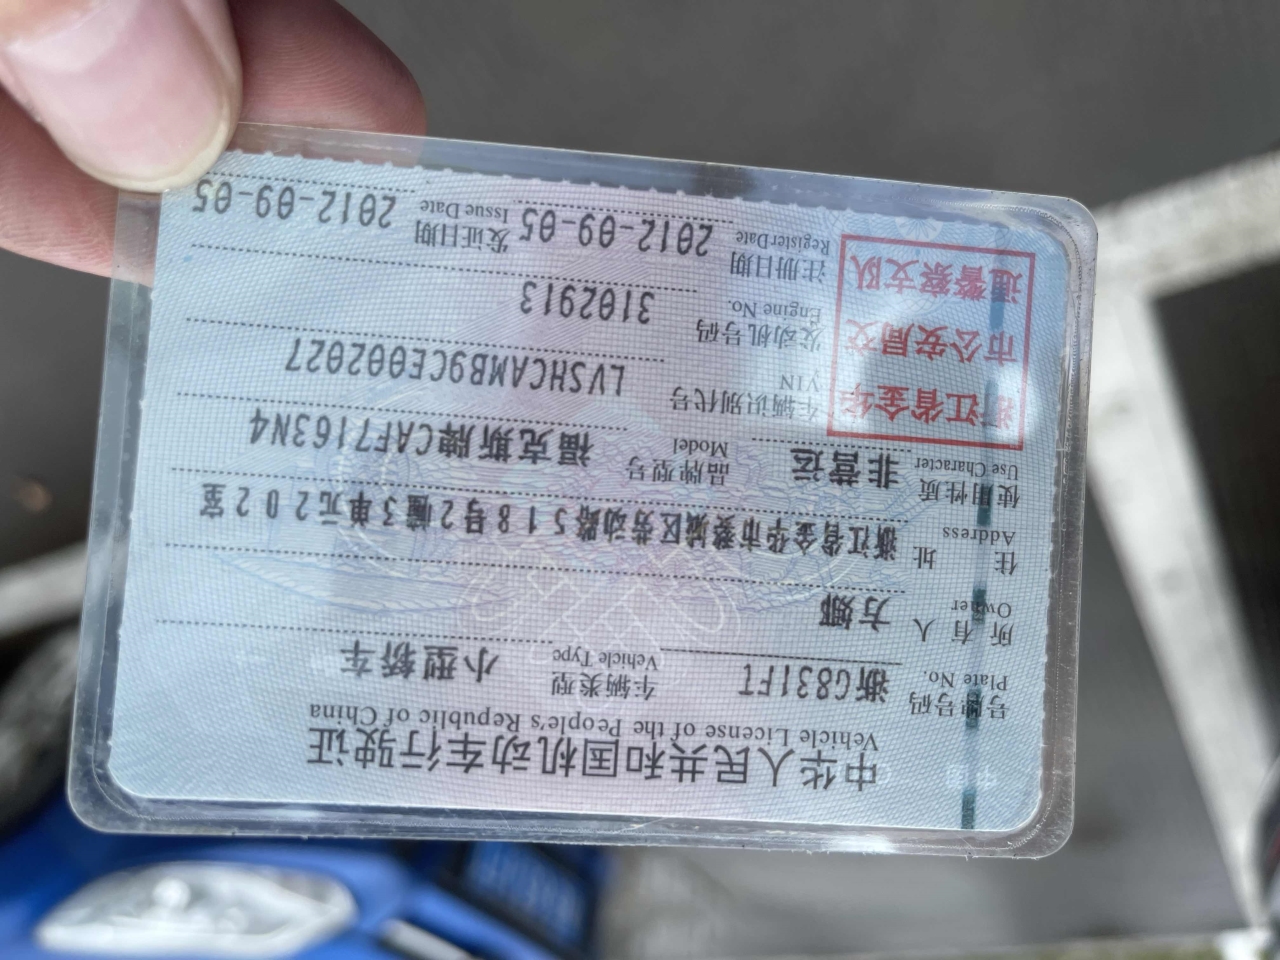 中华人民共和国机动车行驶证
Vehicle License of the People's Republic of China
号牌号码 浙G831FT 车辆类型 小型轿车
Plate No. Vehicle Type
所有人 方娜
Owner
住址 浙江省金华市婺城区劳动路518号2幢3单元202室
Address
使用性质 非营运 品牌型号 福克斯牌CAF7163N4
Use Character Model
浙江省金华
市公安局交
通警察支队
车辆识别代号 LVSHCAMB9CE002027
VIN
发动机号码 3102913
Engine No.
注册日期 2012-09-05 发证日期 2012-09-05
Register Date Issue Date